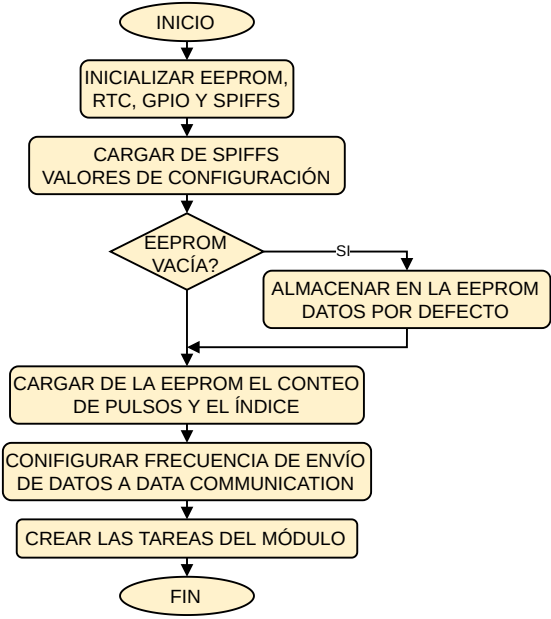 INICIO
INICIALIZAR EEPROM,
RTC, GPIO Y SPIFFS
CARGAR DE SPIFFS
VALORES DE CONFIGURACIÓN
EEPROM
VACÍA?
SI
ALMACENAR EN LA EEPROM
DATOS POR DEFECTO
CARGAR DE LA EEPROM EL CONTEO
DE PULSOS Y EL ÍNDICE
CONIFIGURAR FRECUENCIA DE ENVÍO
DE DATOS A DATA COMMUNICATION
CREAR LAS TAREAS DEL MÓDULO
FIN